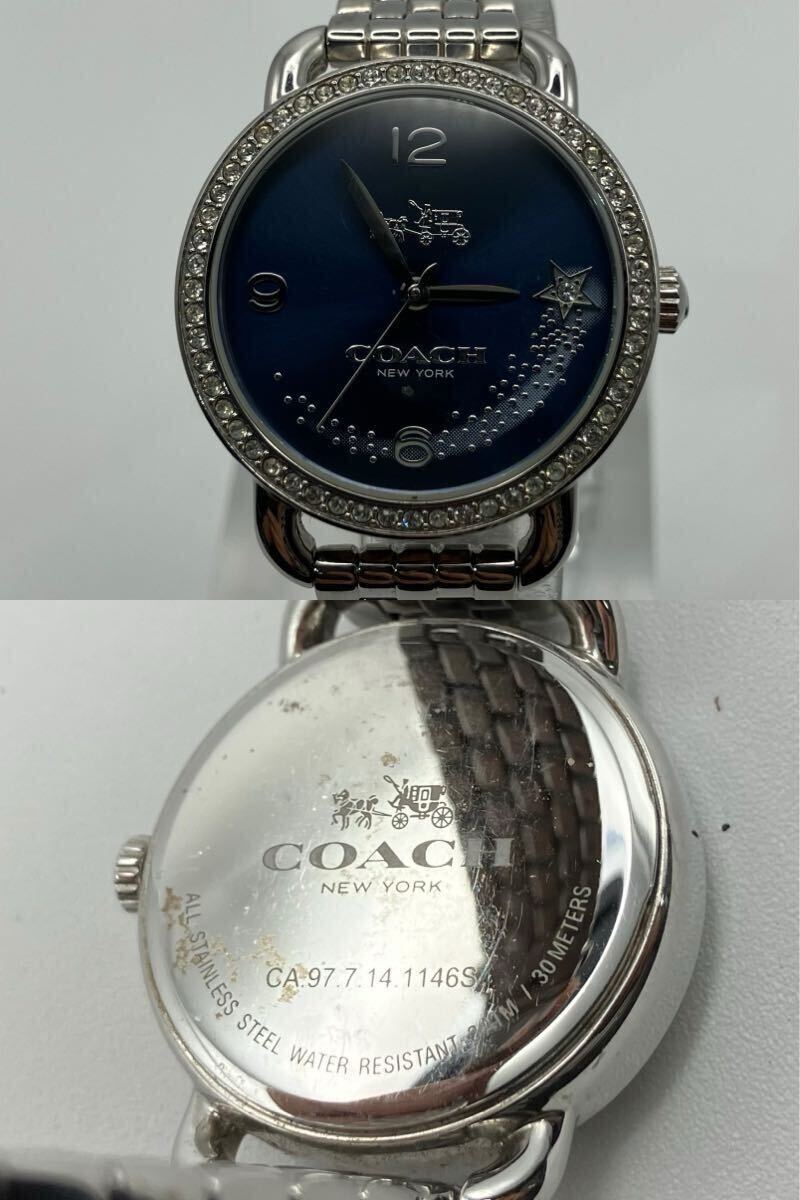 12
9
COACH
NEW YORK
6
COACH
NEW YORK
CA.97.7.14.1146S
ALL STAINLESS STEEL WATER RESISTANT / 30 METERS